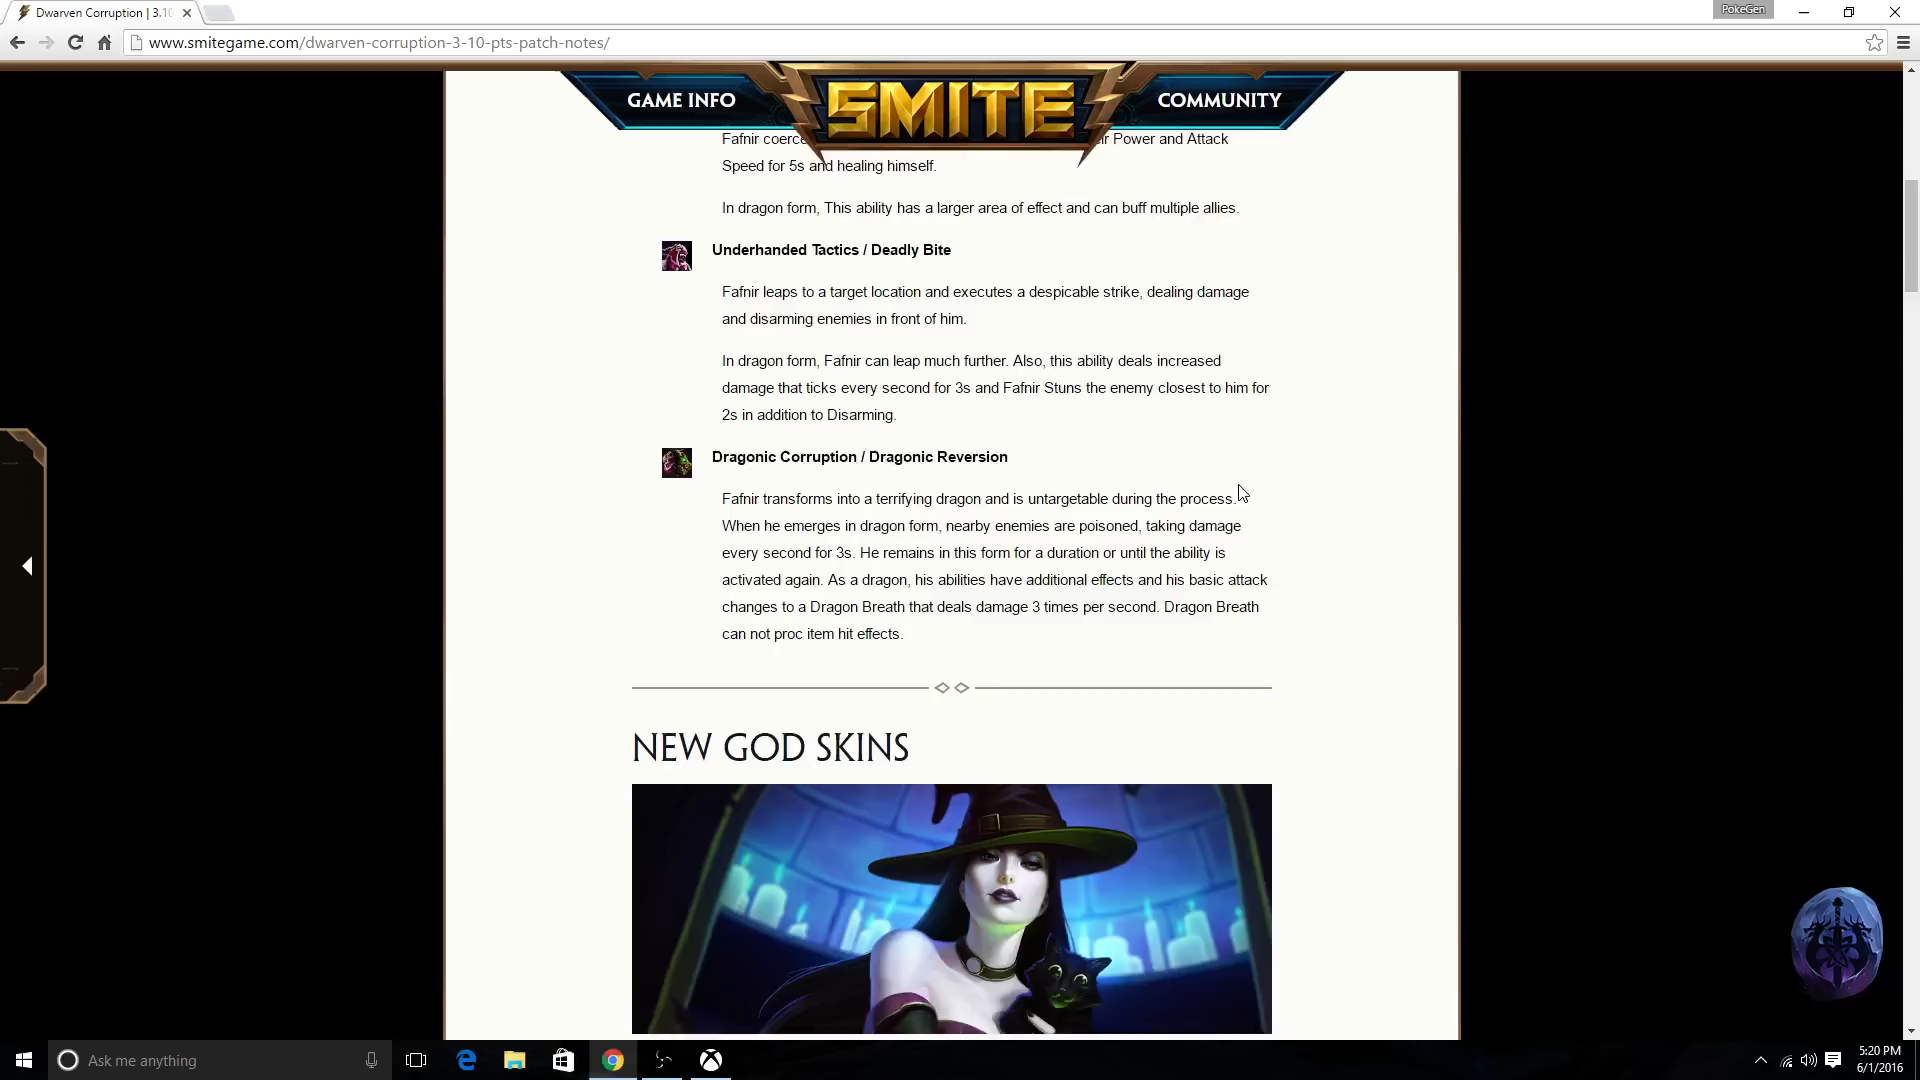 Dwarven Corruption | 3.10
PokeGen
www.smitegame.com/dwarven-corruption-3-10-pts-patch-notes/
GAME INFO
SMITE
COMMUNITY
Fafnir coerce
ir Power and Attack
Speed for 5s and healing himself.
In dragon form, This ability has a larger area of effect and can buff multiple allies.
Underhanded Tactics / Deadly Bite
Fafnir leaps to a target location and executes a despicable strike, dealing damage
and disarming enemies in front of him.
In dragon form, Fafnir can leap much further. Also, this ability deals increased
damage that ticks every second for 3s and Fafnir Stuns the enemy closest to him for
2s in addition to Disarming.
Dragonic Corruption / Dragonic Reversion
Fafnir transforms into a terrifying dragon and is untargetable during the process.
When he emerges in dragon form, nearby enemies are poisoned, taking damage
every second for 3s. He remains in this form for a duration or until the ability is
activated again. As a dragon, his abilities have additional effects and his basic attack
changes to a Dragon Breath that deals damage 3 times per second. Dragon Breath
can not proc item hit effects.
NEW GOD SKINS
Ask me anything
5:20 PM
6/1/2016